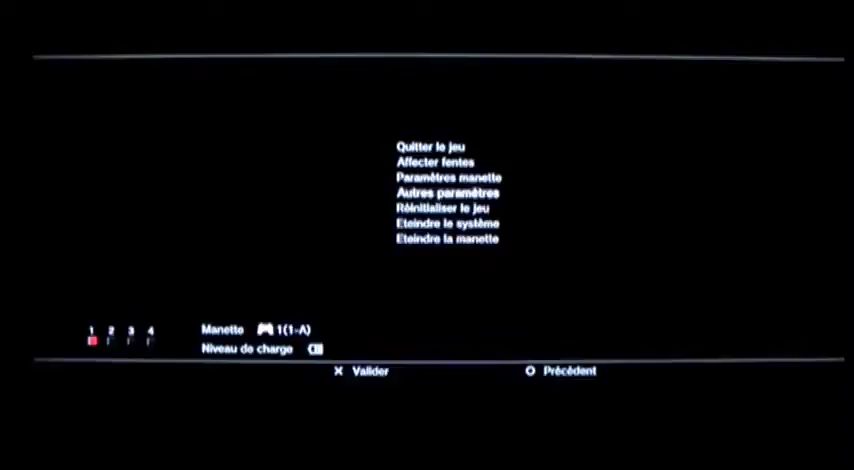 Quitter le jeu
Affecter fentes
Paramètres manette
Autres paramètres
Réinitialiser le jeu
Eteindre le système
Eteindre la manette
1 2 3 4
Manette 1(1-A)
Niveau de charge
X Valider O Précédent